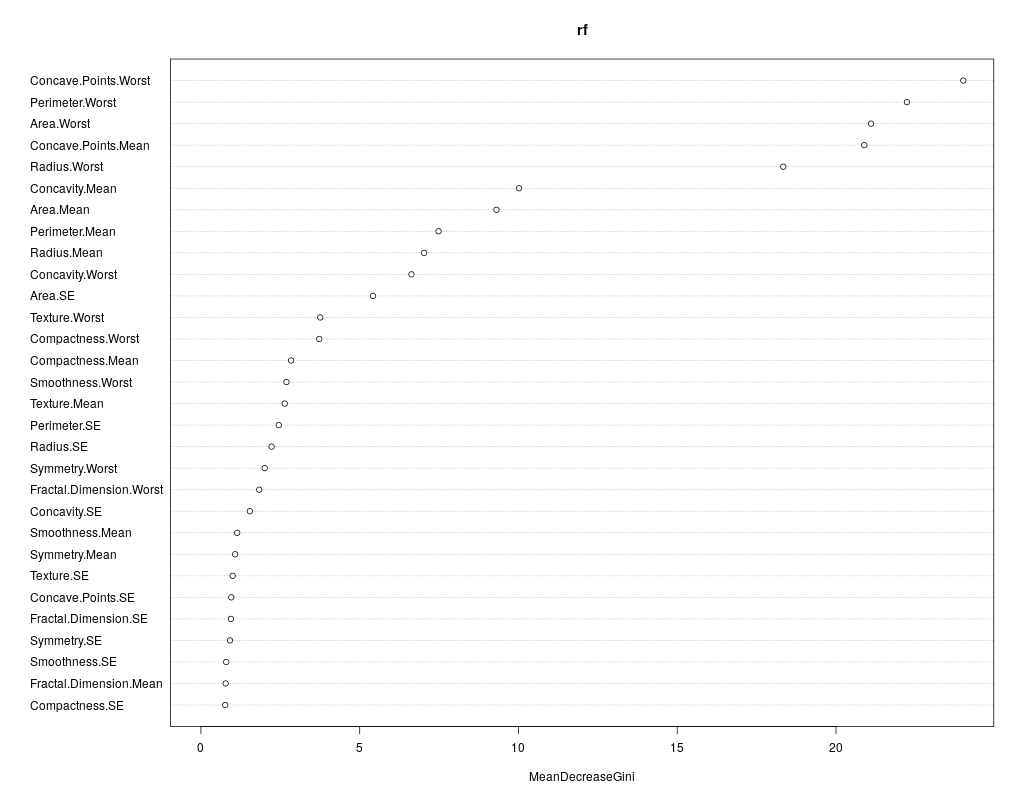 rf
Concave.Points.Worst
Perimeter.Worst
Area.Worst
Concave.Points.Mean
Radius.Worst
Concavity.Mean
Area.Mean
Perimeter.Mean
Radius.Mean
Concavity.Worst
Area.SE
Texture.Worst
Compactness.Worst
Compactness.Mean
Smoothness.Worst
Texture.Mean
Perimeter.SE
Radius.SE
Symmetry.Worst
Fractal.Dimension.Worst
Concavity.SE
Smoothness.Mean
Symmetry.Mean
Texture.SE
Concave.Points.SE
Fractal.Dimension.SE
Symmetry.SE
Smoothness.SE
Fractal.Dimension.Mean
Compactness.SE
0 5 10 15 20
MeanDecreaseGini